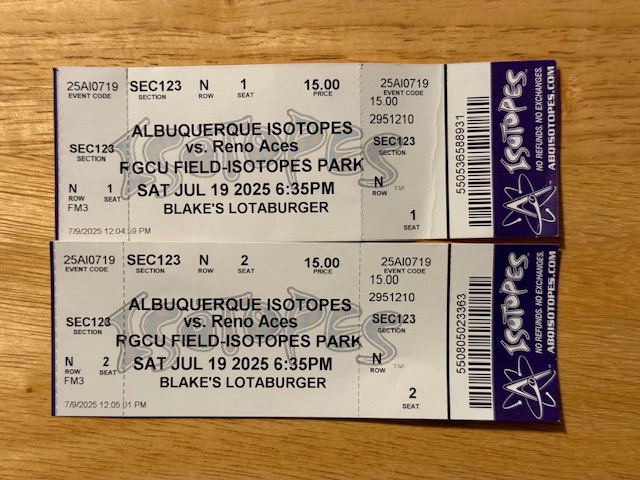 25AI0719 SEC123 N 1 15.00 25AI0719
EVENT CODE SECTION ROW SEAT PRICE EVENT CODE
15.00
2951210
ALBUQUERQUE ISOTOPES
SEC123 vs. Reno Aces SEC123
SECTION SECTION
RGCU FIELD-ISOTOPES PARK
N 1 SAT JUL 19 2025 6:35PM N TM
ROW SEAT ROW
FM3 BLAKE'S LOTABURGER
1
SEAT
7/9/2025 12:04:59 PM
550536588931
ISOTOPES
NO REFUNDS. NO EXCHANGES.
ABQISOTOPES.COM
25AI0719 SEC123 N 2 15.00 25AI0719
EVENT CODE SECTION ROW SEAT PRICE EVENT CODE
15.00
2951210
ALBUQUERQUE ISOTOPES
SEC123 vs. Reno Aces SEC123
SECTION SECTION
RGCU FIELD-ISOTOPES PARK
N 2 SAT JUL 19 2025 6:35PM N TM
ROW SEAT ROW
FM3 BLAKE'S LOTABURGER
2
SEAT
7/9/2025 12:05:01 PM
550805023363
ISOTOPES
NO REFUNDS. NO EXCHANGES.
ABQISOTOPES.COM